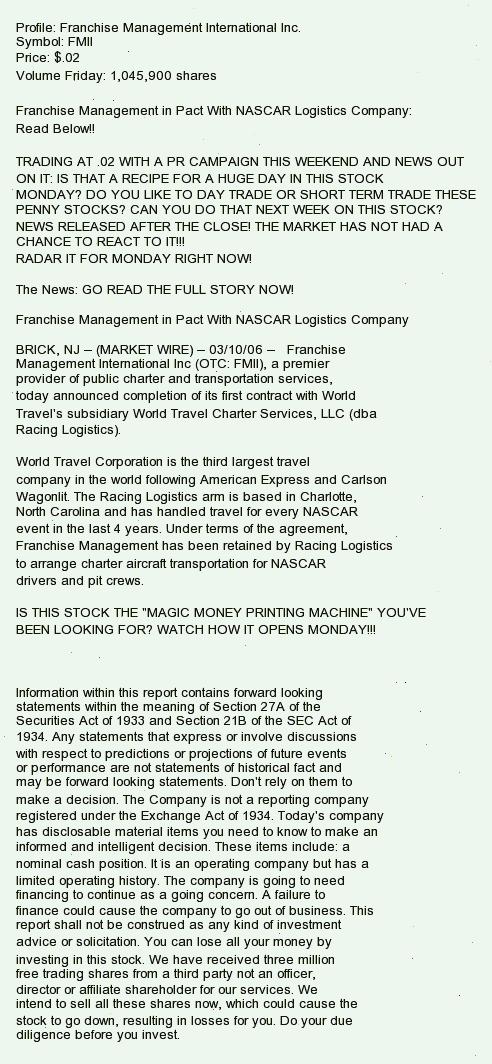 Profile: Franchise Management International Inc.
Symbol: FMII
Price: $.02
Volume Friday: 1,045,900 shares
Franchise Management in Pact With NASCAR Logistics Company:
Read Below!!
TRADING AT .02 WITH A PR CAMPAIGN THIS WEEKEND AND NEWS OUT
ON IT: IS THAT A RECIPE FOR A HUGE DAY IN THIS STOCK
MONDAY? DO YOU LIKE TO DAY TRADE OR SHORT TERM TRADE THESE
PENNY STOCKS? CAN YOU DO THAT NEXT WEEK ON THIS STOCK?
NEWS RELEASED AFTER THE CLOSE! THE MARKET HAS NOT HAD A
CHANCE TO REACT TO IT!!!
RADAR IT FOR MONDAY RIGHT NOW!
The News: GO READ THE FULL STORY NOW!
Franchise Management in Pact With NASCAR Logistics Company
BRICK, NJ -- (MARKET WIRE) -- 03/10/06 -- Franchise
Management International Inc (OTC: FMII), a premier
provider of public charter and transportation services,
today announced completion of its first contract with World
Travel's subsidiary World Travel Charter Services, LLC (dba
Racing Logistics).
World Travel Corporation is the third largest travel
company in the world following American Express and Carlson
Wagonlit. The Racing Logistics arm is based in Charlotte,
North Carolina and has handled travel for every NASCAR
event in the last 4 years. Under terms of the agreement,
Franchise Management has been retained by Racing Logistics
to arrange charter aircraft transportation for NASCAR
drivers and pit crews.
IS THIS STOCK THE "MAGIC MONEY PRINTING MACHINE" YOU'VE
BEEN LOOKING FOR? WATCH HOW IT OPENS MONDAY!!!
Information within this report contains forward looking
statements within the meaning of Section 27A of the
Securities Act of 1933 and Section 21B of the SEC Act of
1934. Any statements that express or involve discussions
with respect to predictions or projections of future events
or performance are not statements of historical fact and
may be forward looking statements. Don't rely on them to
make a decision. The Company is not a reporting company
registered under the Exchange Act of 1934. Today's company
has disclosable material items you need to know to make an
informed and intelligent decision. These items include: a
nominal cash position. It is an operating company but has a
limited operating history. The company is going to need
financing to continue as a going concern. A failure to
finance could cause the company to go out of business. This
report shall not be construed as any kind of investment
advice or solicitation. You can lose all your money by
investing in this stock. We have received three million
free trading shares from a third party not an officer,
director or affiliate shareholder for our services. We
intend to sell all these shares now, which could cause the
stock to go down, resulting in losses for you. Do your due
diligence before you invest.